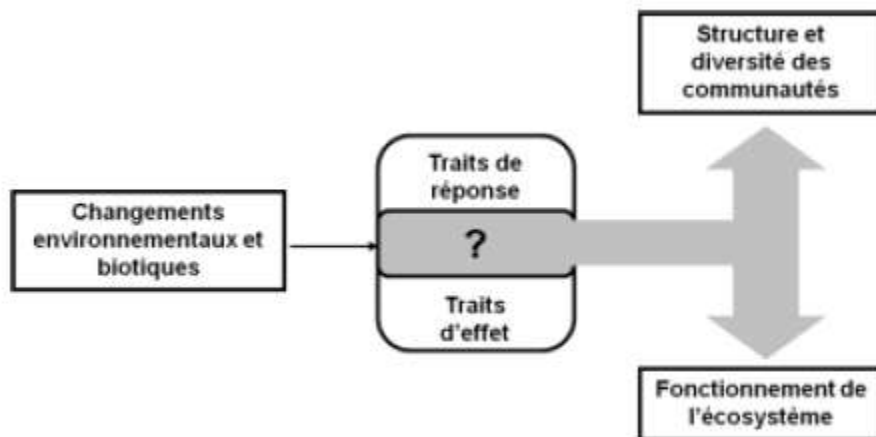 Structure et
diversité des
communautés
Traits de
réponse
Changements
environnementaux et
biotiques
?
Traits
d'effet
Fonctionnement de
l'écosystème